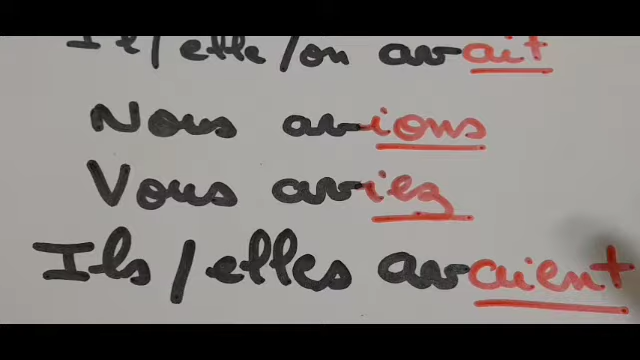 Il/elle/on avait
Nous avions
Vous aviez
Ils/elles avaient